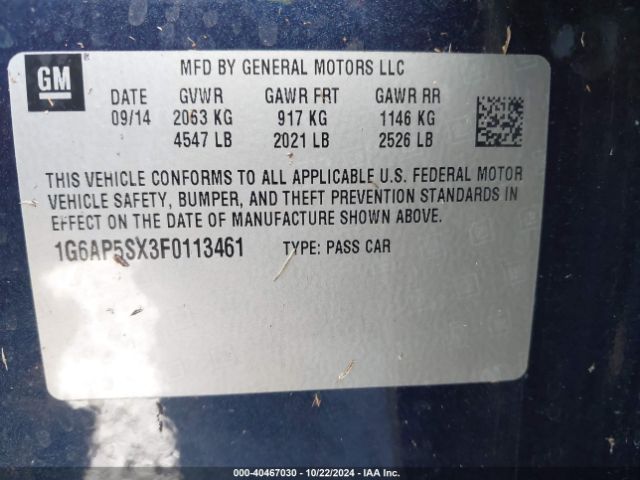 GM
MFD BY GENERAL MOTORS LLC
DATE GVWR GAWR FRT GAWR RR
09/14 2063 KG 917 KG 1146 KG
4547 LB 2021 LB 2526 LB
THIS VEHICLE CONFORMS TO ALL APPLICABLE U.S. FEDERAL MOTOR
VEHICLE SAFETY, BUMPER, AND THEFT PREVENTION STANDARDS IN
EFFECT ON THE DATE OF MANUFACTURE SHOWN ABOVE.
1G6AP5SX3F0113461 TYPE: PASS CAR
000-40467030 - 10/22/2024 - IAA Inc.